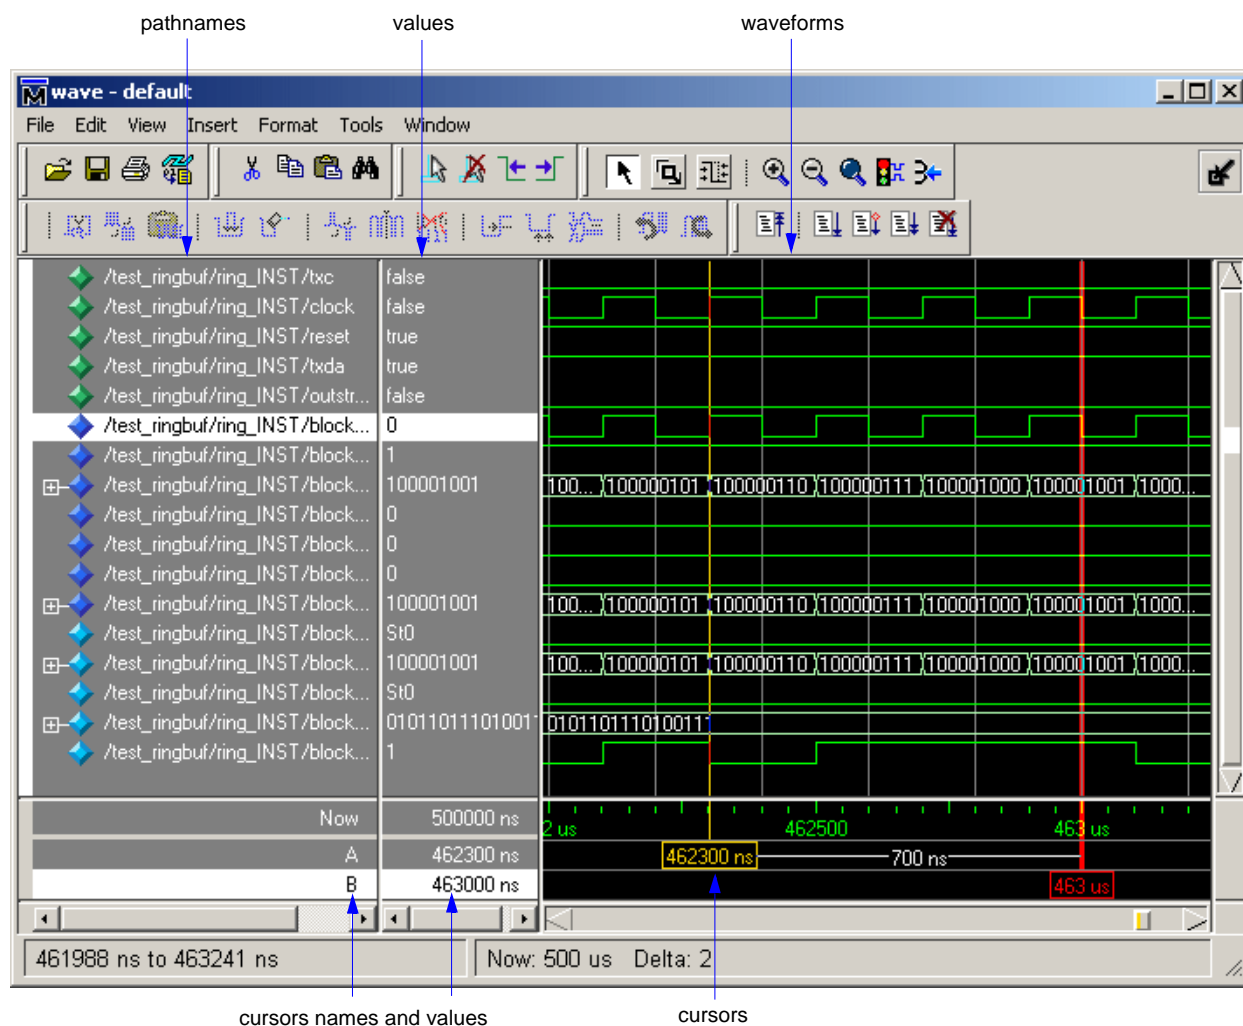 pathnames values waveforms
wave - default
File Edit View Insert Format Tools Window
/test_ringbuf/ring_INST/txc false
/test_ringbuf/ring_INST/clock false
/test_ringbuf/ring_INST/reset true
/test_ringbuf/ring_INST/txda true
/test_ringbuf/ring_INST/outstr... false
/test_ringbuf/ring_INST/block... 0
/test_ringbuf/ring_INST/block... 1
/test_ringbuf/ring_INST/block... 100001001 100... 100000101 100000110 100000111 100001000 100001001 1000...
/test_ringbuf/ring_INST/block... 0
/test_ringbuf/ring_INST/block... 0
/test_ringbuf/ring_INST/block... 0
/test_ringbuf/ring_INST/block... 100001001 100... 100000101 100000110 100000111 100001000 100001001 1000...
/test_ringbuf/ring_INST/block... St0
/test_ringbuf/ring_INST/block... 100001001 100... 100000101 100000110 100000111 100001000 100001001 1000...
/test_ringbuf/ring_INST/block... St0
/test_ringbuf/ring_INST/block... 010110111010011 0101101110100111
/test_ringbuf/ring_INST/block... 1
Now 500000 ns 2 us 462500 463 us
A 462300 ns 462300 ns 700 ns
B 463000 ns 463 us
461988 ns to 463241 ns Now: 500 us Delta: 2
cursors names and values cursors